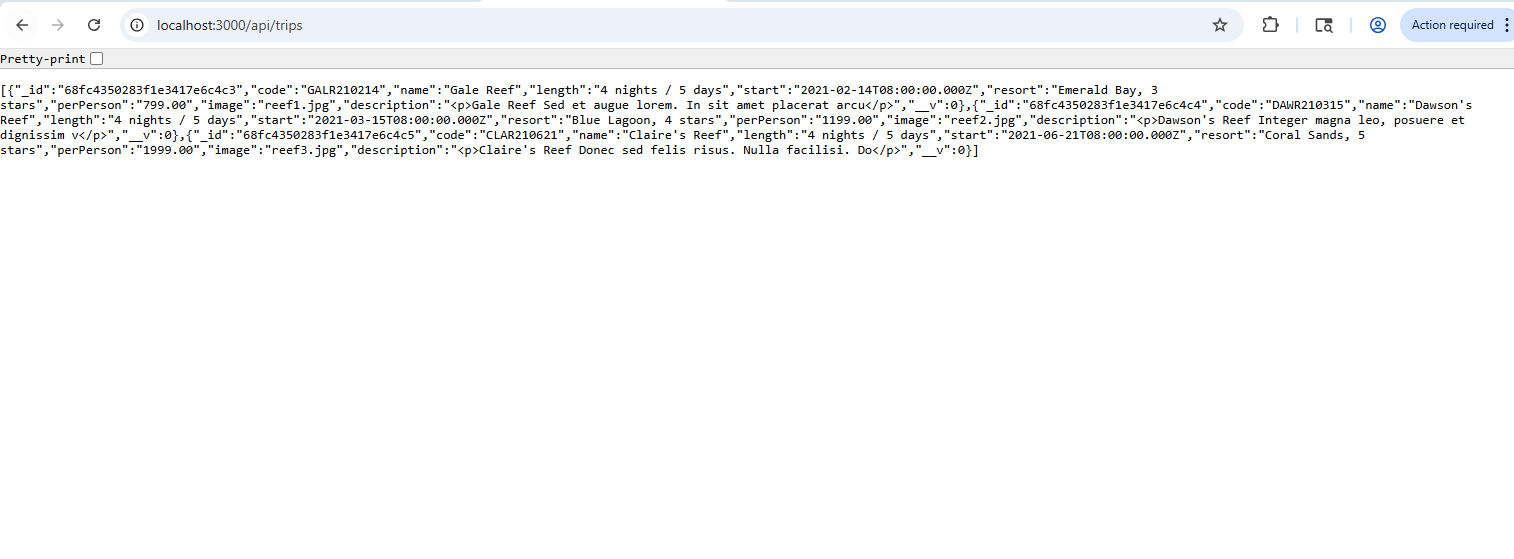 localhost:3000/api/trips
Action required
Pretty-print
[{"_id":"68fc4350283f1e3417e6c4c3","code":"GALR210214","name":"Gale Reef","length":"4 nights / 5 days","start":"2021-02-14T08:00:00.000Z","resort":"Emerald Bay, 3
stars","perPerson":"799.00","image":"reef1.jpg","description":"<p>Gale Reef Sed et augue lorem. In sit amet placerat arcu</p>","__v":0},{"_id":"68fc4350283f1e3417e6c4c4","code":"DAWR210315","name":"Dawson's
Reef","length":"4 nights / 5 days","start":"2021-03-15T08:00:00.000Z","resort":"Blue Lagoon, 4 stars","perPerson":"1199.00","image":"reef2.jpg","description":"<p>Dawson's Reef Integer magna leo, posuere et
dignissim v</p>","__v":0},{"_id":"68fc4350283f1e3417e6c4c5","code":"CLAR210621","name":"Claire's Reef","length":"4 nights / 5 days","start":"2021-06-21T08:00:00.000Z","resort":"Coral Sands, 5
stars","perPerson":"1999.00","image":"reef3.jpg","description":"<p>Claire's Reef Donec sed felis risus. Nulla facilisi. Do</p>","__v":0}]